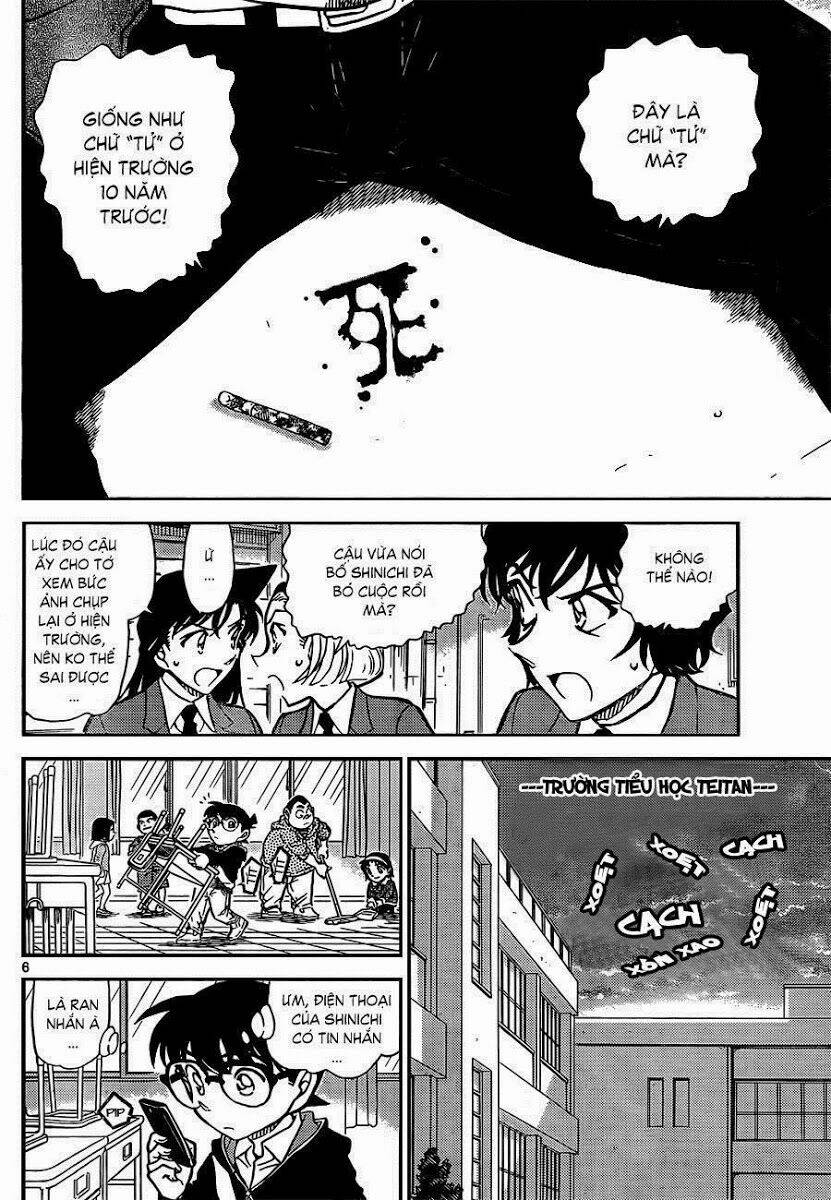 ĐÂY LÀ
CHỮ "TỬ"
MÀ?
GIỐNG NHƯ
CHỮ "TỬ" Ở
HIỆN TRƯỜNG
10 NĂM
TRƯỚC!
死
KHÔNG
THỂ NÀO!
CẬU VỪA NÓI
BỐ SHINICHI ĐÃ
BỎ CUỘC RỒI
MÀ?
Ừ
...
LÚC ĐÓ CẬU
ẤY CHO TỚ
XEM BỨC
ẢNH CHỤP
LẠI Ở HIỆN
TRƯỜNG,
NÊN KO THỂ
SAI ĐƯỢC
...
---TRƯỜNG TIỂU HỌC TEITAN---
XOẸT
XOẸT
CẠCH
CẠCH
XOẸT
XÔN XAO
6
ỪM, ĐIỆN THOẠI
CỦA SHINICHI
CÓ TIN NHẮN
LÀ RAN
NHẮN À
...
PIP